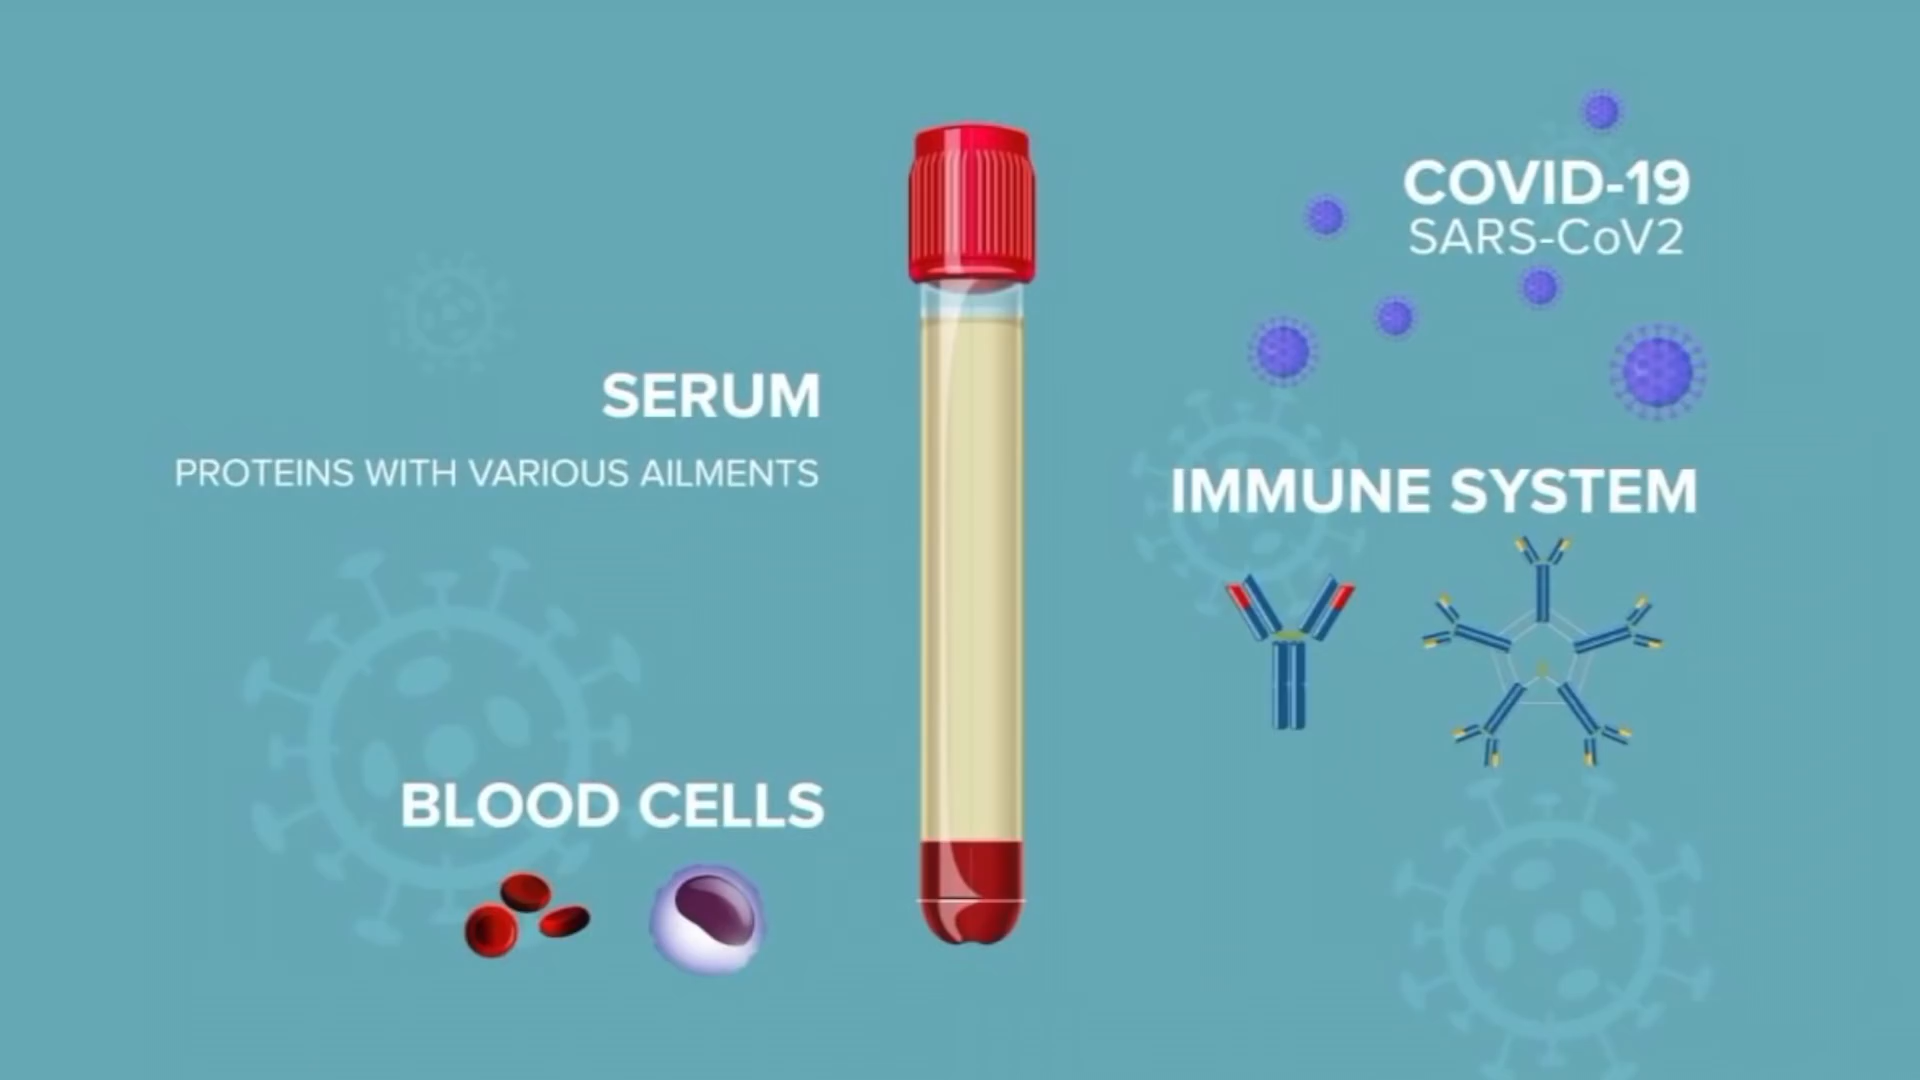 SERUM
PROTEINS WITH VARIOUS AILMENTS
BLOOD CELLS
COVID-19
SARS-CoV2
IMMUNE SYSTEM